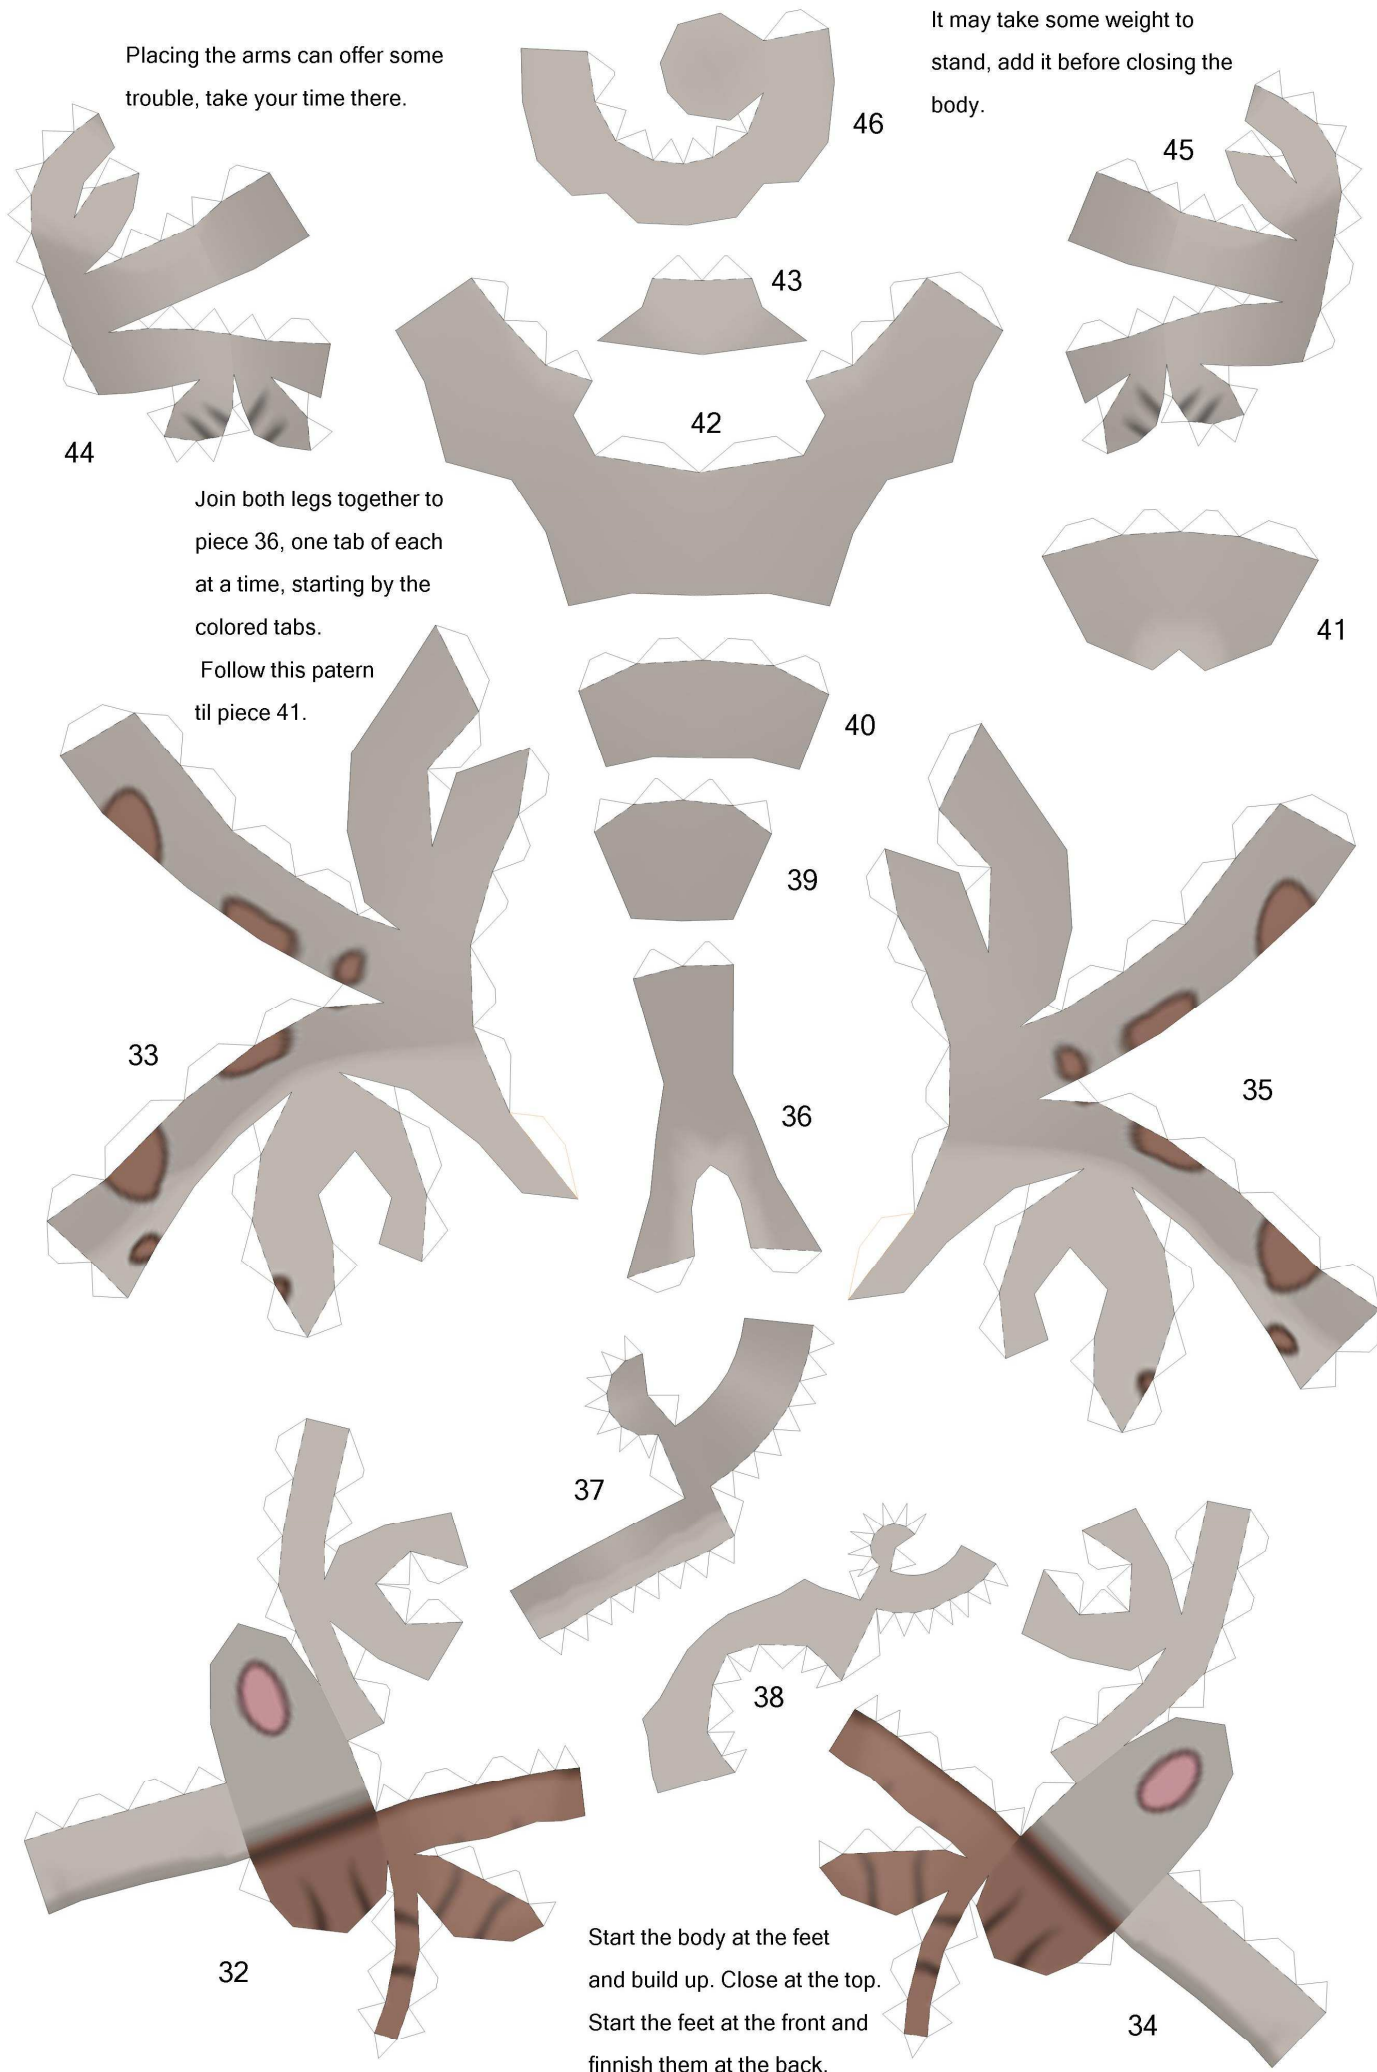 Placing the arms can offer some
trouble, take your time there.
It may take some weight to
stand, add it before closing the
body.
46
45
43
42
44
Join both legs together to
piece 36, one tab of each
at a time, starting by the
colored tabs.
Follow this patern
til piece 41.
41
40
39
33
35
36
37
38
32
34
Start the body at the feet
and build up. Close at the top.
Start the feet at the front and
finnish them at the back.